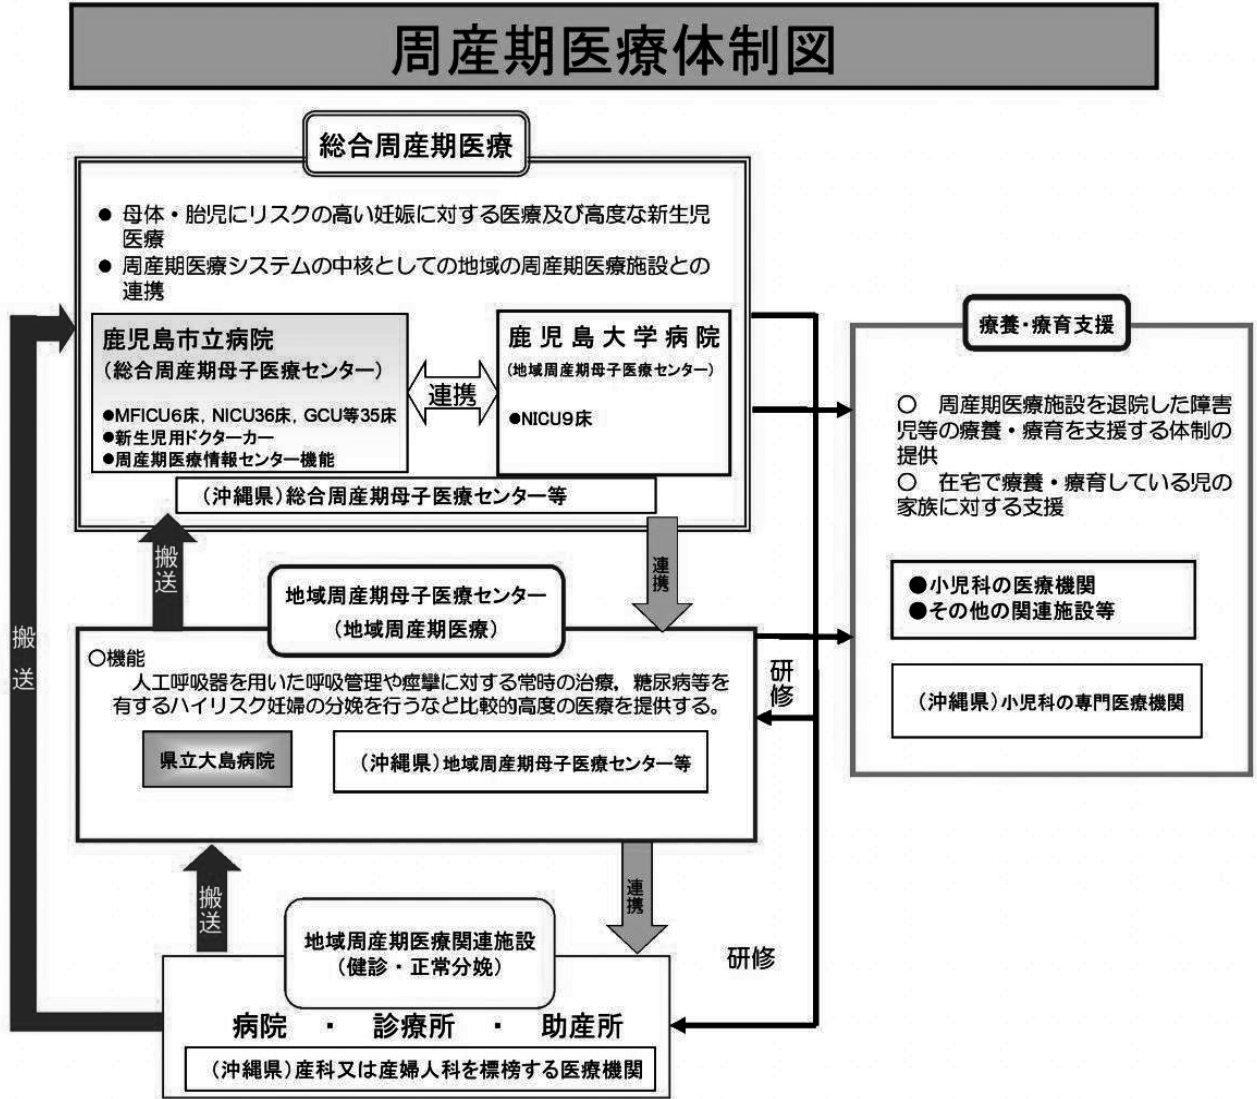 周産期医療体制図
総合周産期医療
● 母体・胎児にリスクの高い妊娠に対する医療及び高度な新生児
医療
● 周産期医療システムの中核としての地域の周産期医療施設との
連携
鹿児島市立病院
(総合周産期母子医療センター)
●MFICU6床, NICU36床, GCU等35床
●新生児用ドクターカー
●周産期医療情報センター機能
連携
鹿児島大学病院
(地域周産期母子医療センター)
●NICU9床
(沖縄県)総合周産期母子医療センター等
搬送
連携
搬送
地域周産期母子医療センター
(地域周産期医療)
○機能
人工呼吸器を用いた呼吸管理や痙攣に対する常時の治療, 糖尿病等を
有するハイリスク妊婦の分娩を行うなど比較的高度の医療を提供する。
県立大島病院
(沖縄県)地域周産期母子医療センター等
研修
搬送
連携
地域周産期医療関連施設
(健診・正常分娩)
病院 ・ 診療所 ・ 助産所
(沖縄県)産科又は産婦人科を標榜する医療機関
研修
療養・療育支援
○ 周産期医療施設を退院した障害
児等の療養・療育を支援する体制の
提供
○ 在宅で療養・療育している児の
家族に対する支援
●小児科の医療機関
●その他の関連施設等
(沖縄県)小児科の専門医療機関